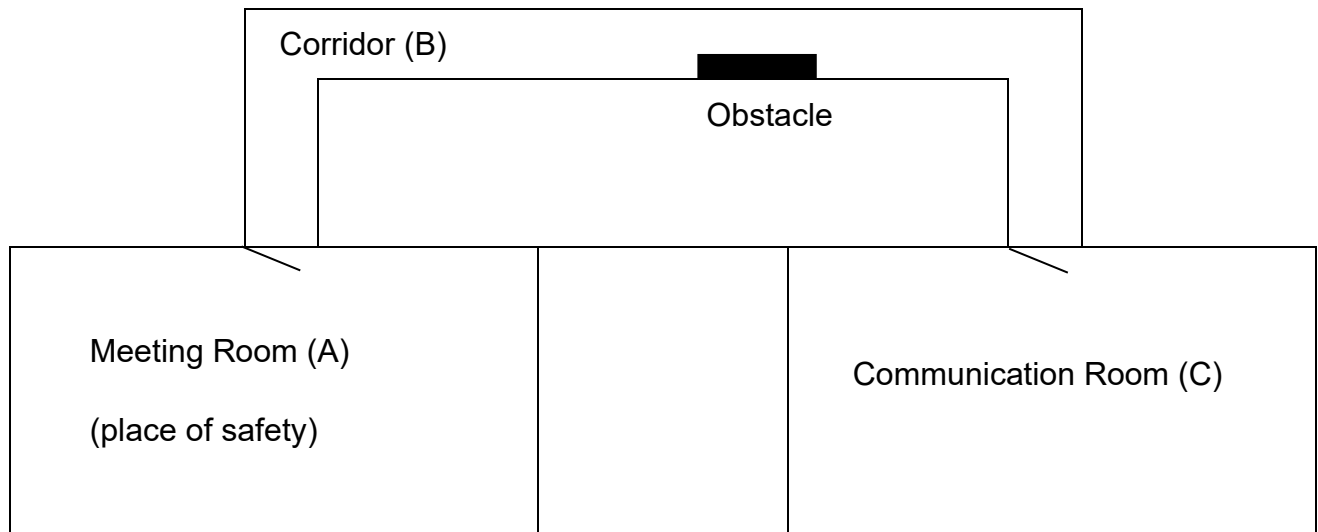 Corridor (B)
Obstacle
Meeting Room (A)
(place of safety)
Communication Room (C)